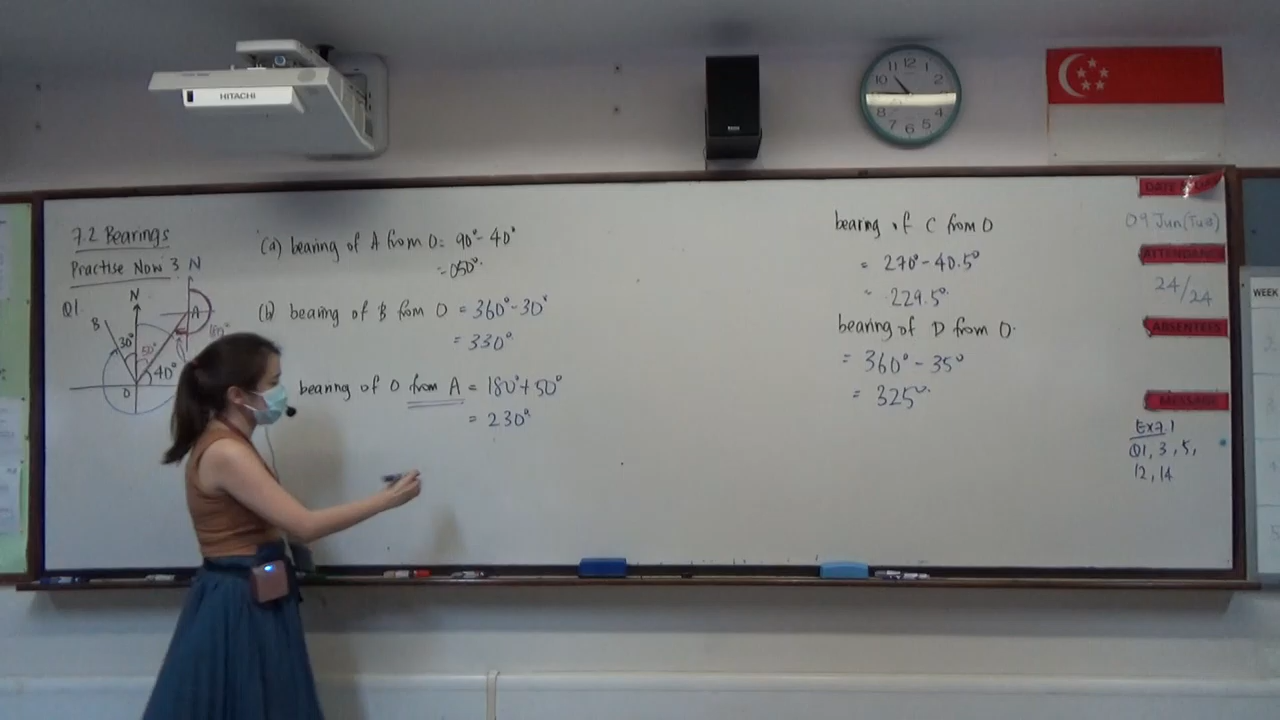 HITACHI
7.2 Bearings
Practise Now 3
Q1.
N
N
A
B
30°
50°
40°
O
(a) bearing of A from O = 90° - 40°
= 050°.
(b) bearing of B from O = 360° - 30°
= 330°
bearing of O from A = 180° + 50°
= 230°
bearing of C from O
= 270° - 40.5°
= 229.5°
bearing of D from O.
= 360° - 35°
= 325°.
DATE & DAY
09 Jun (Tue)
ATTENDANCE
24/24
ABSENTEES
MESSAGE
Ex7.1
Q1, 3, 5,
12, 14
WEEK